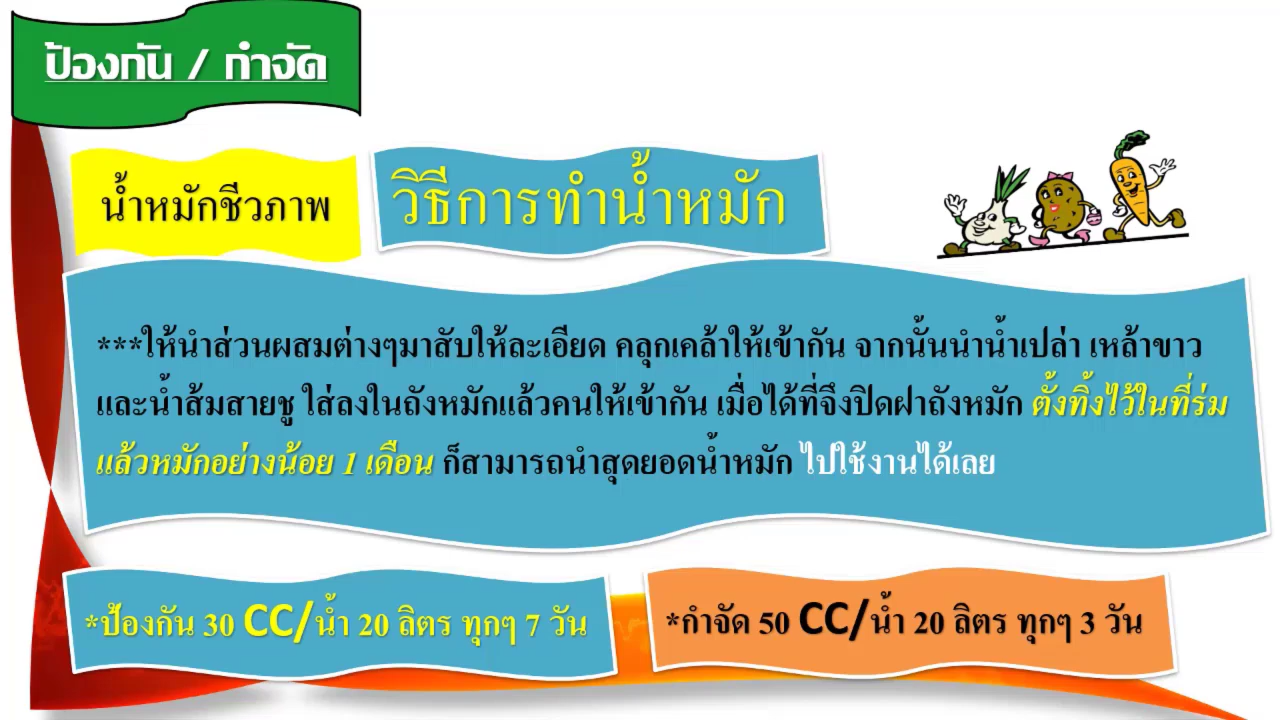 ป้องกัน / กำจัด
น้ำหมักชีวภาพ
วิธีการทำน้ำหมัก
***ให้นำส่วนผสมต่างๆมาสับให้ละเอียด คลุกเคล้าให้เข้ากัน จากนั้นนำน้ำเปล่า เหล้าขาว
และน้ำส้มสายชู ใส่ลงในถังหมักแล้วคนให้เข้ากัน เมื่อได้ที่จึงปิดฝาถังหมัก ตั้งทิ้งไว้ในที่ร่ม
แล้วหมักอย่างน้อย 1 เดือน ก็สามารถนำสุดยอดน้ำหมัก ไปใช้งานได้เลย
*ป้องกัน 30 CC/น้ำ 20 ลิตร ทุกๆ 7 วัน
*กำจัด 50 CC/น้ำ 20 ลิตร ทุกๆ 3 วัน